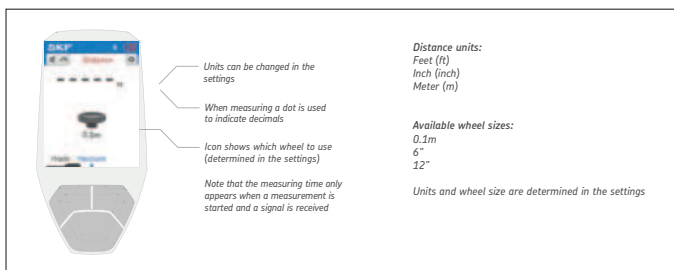 SKF
Distance
m
0.1m
Mode
Units can be changed in the
settings
When measuring a dot is used
to indicate decimals
Icon shows which wheel to use
(determined in the settings)
Note that the measuring time only
appears when a measurement is
started and a signal is received
Distance units:
Feet (ft)
Inch (inch)
Meter (m)
Available wheel sizes:
0.1m
6"
12"
Units and wheel size are determined in the settings